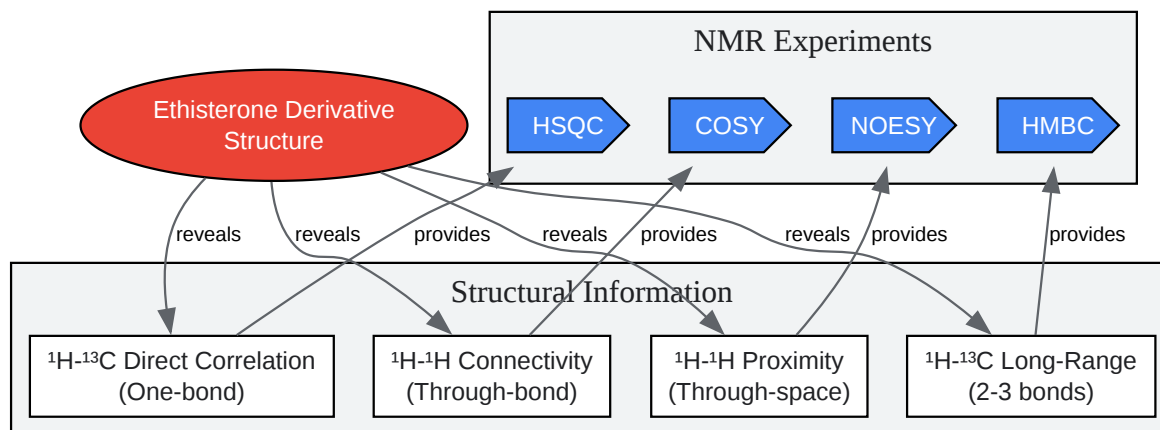 NMR Experiments
Ethisterone Derivative
Structure
HSQC
COSY
NOESY
HMBC
reveals
reveals
provides
reveals
provides
reveals
provides
provides
Structural Information
¹H-¹³C Direct Correlation
(One-bond)
¹H-¹H Connectivity
(Through-bond)
¹H-¹H Proximity
(Through-space)
¹H-¹³C Long-Range
(2-3 bonds)